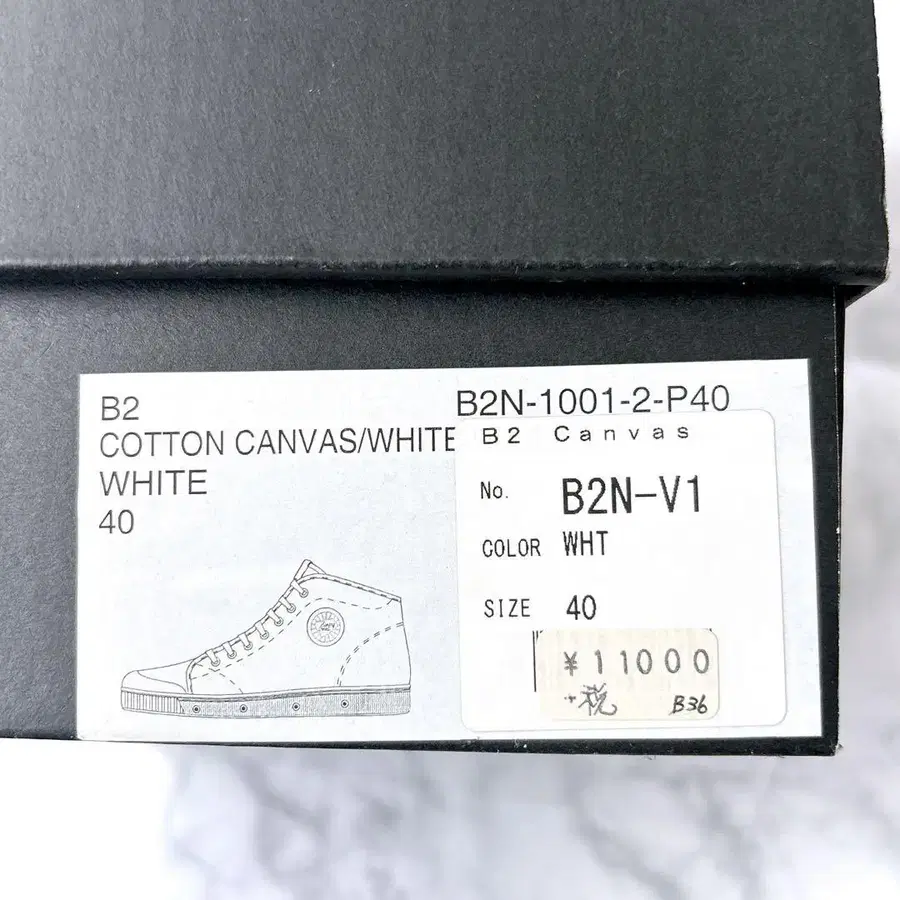 B2
COTTON CANVAS/WHITE
WHITE
40
B2N-1001-2-P40
B2 Canvas
No. B2N-V1
COLOR WHT
SIZE 40
¥11000
+税 B36